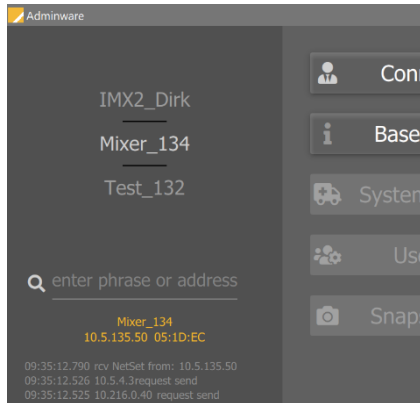 Adminware
IMX2_Dirk
Mixer_134
Test_132
enter phrase or address
Mixer_134
10.5.135.50 05:1D:EC
09:35:12.790 rcv NetSet from: 10.5.135.50
09:35:12.526 10.5.4.3request send
09:35:12.525 10.216.0.40 request send
Con
Base
System
Us
Snap